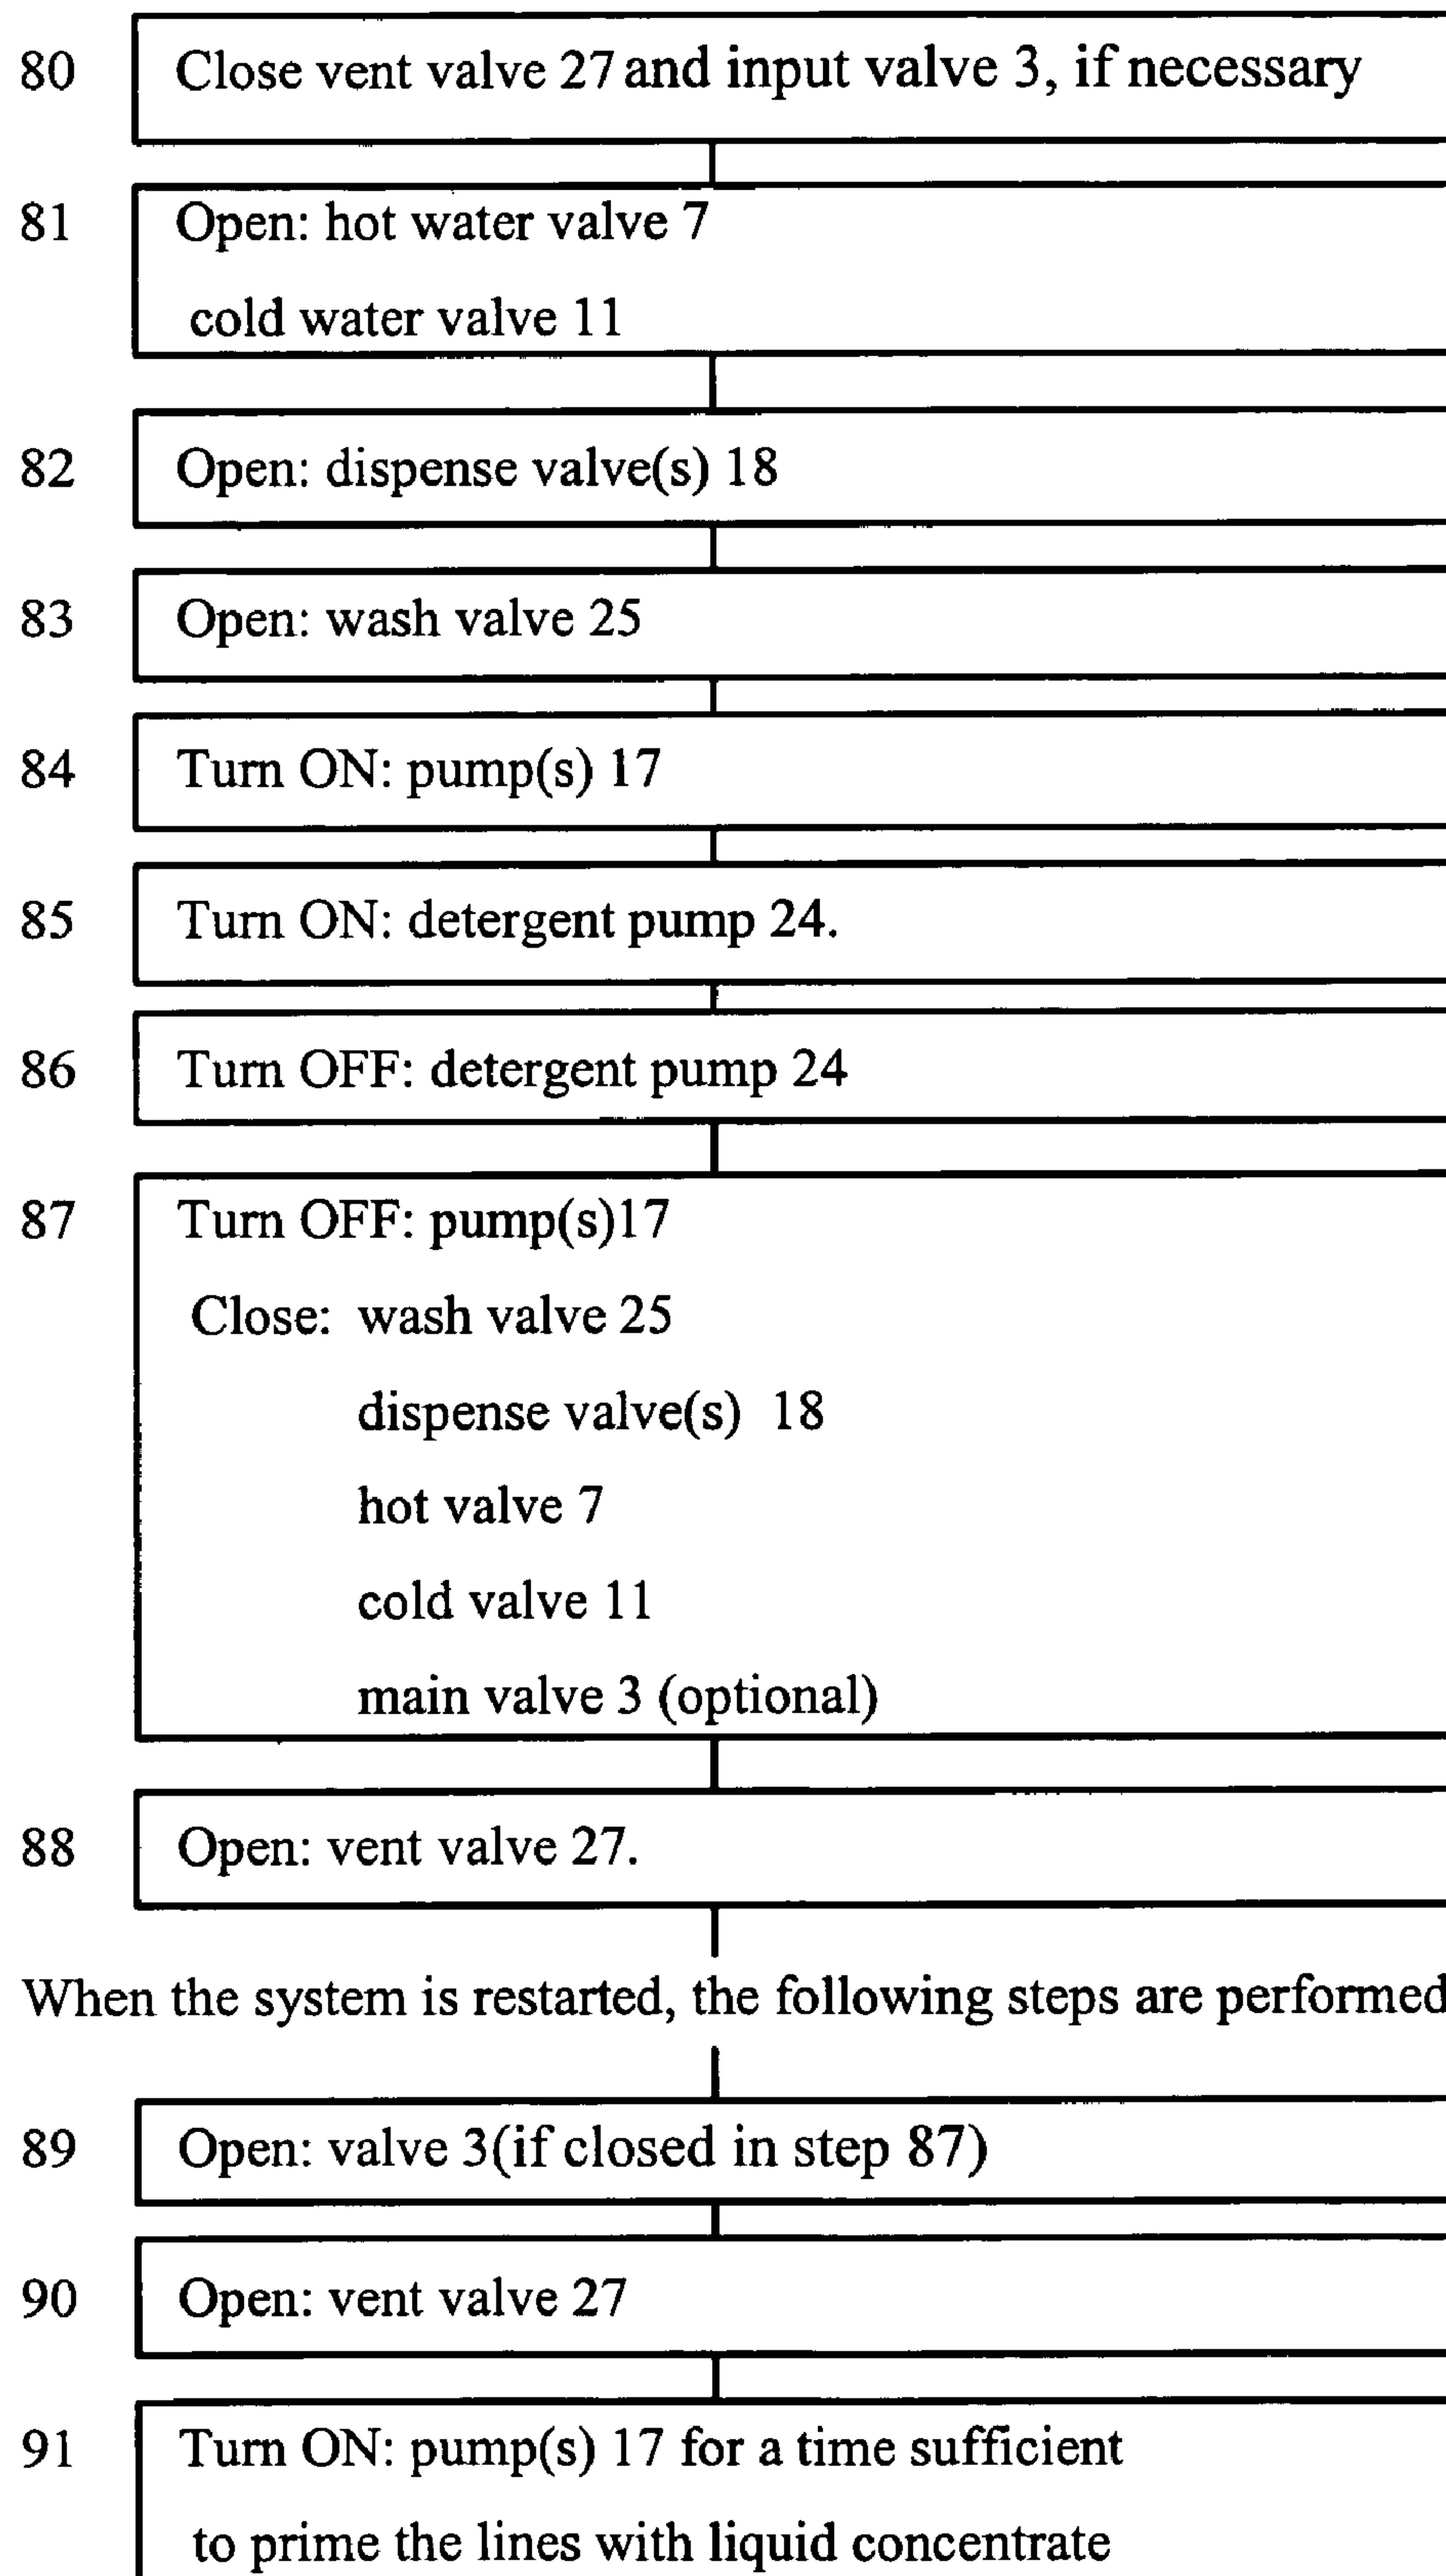 80 Close vent valve 27 and input valve 3, if necessary
81 Open: hot water valve 7
cold water valve 11
82 Open: dispense valve(s) 18
83 Open: wash valve 25
84 Turn ON: pump(s) 17
85 Turn ON: detergent pump 24.
86 Turn OFF: detergent pump 24
87 Turn OFF: pump(s)17
Close: wash valve 25
dispense valve(s) 18
hot valve 7
cold valve 11
main valve 3 (optional)
88 Open: vent valve 27.
When the system is restarted, the following steps are performed
89 Open: valve 3(if closed in step 87)
90 Open: vent valve 27
91 Turn ON: pump(s) 17 for a time sufficient
to prime the lines with liquid concentrate